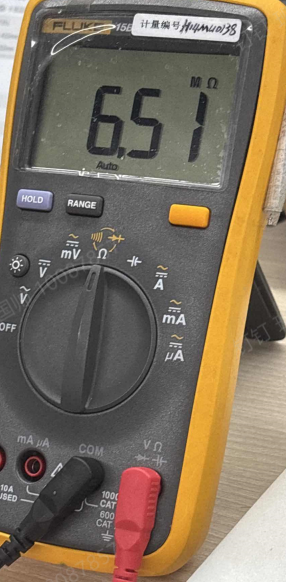 FLUKE 15B
计量编号
MΩ
6.51
Auto
HOLD
RANGE
mV
Ω
V
A
V
mA
OFF
μA
mA μA
COM
V Ω
10A
FUSED
1000
CAT
600
CAT